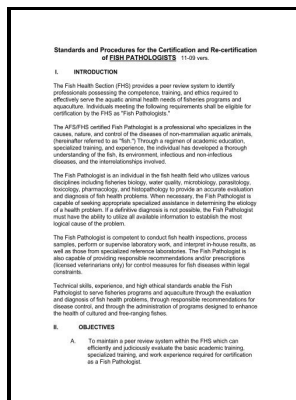 Standards and Procedures for the Certification and Re-certification
of FISH PATHOLOGISTS 11-09 vers.
I. INTRODUCTION
The Fish Health Section (FHS) provides a peer review system to identify
professionals possessing the competence, training, and ethics required to
effectively serve the aquatic animal health needs of fisheries programs and
aquaculture. Individuals meeting the following requirements shall be eligible for
certification by the FHS as "Fish Pathologists."
The AFS/FHS certified Fish Pathologist is a professional who specializes in the
causes, nature, and control of the diseases of non-mammalian aquatic animals,
(hereinafter referred to as "fish.") Through a regimen of academic education,
specialized training, and experience, the individual has developed a thorough
understanding of the fish, its environment, infectious and non-infectious
diseases, and the interrelationships involved.
The Fish Pathologist is an individual in the fish health field who utilizes various
disciplines including fisheries biology, water quality, microbiology, parasitology,
toxicology, pharmacology, and histopathology to provide an accurate evaluation
and diagnosis of fish health problems. When necessary, the Fish Pathologist is
capable of seeking appropriate specialized assistance in determining the etiology
of a health problem. If a definitive diagnosis is not possible, the Fish Pathologist
must have the ability to utilize all available information to establish the most
logical cause of the problem.
The Fish Pathologist is competent to conduct fish health inspections, process
samples, perform or supervise laboratory work, and interpret in-house results, as
well as those from specialized reference laboratories. The Fish Pathologist is
also capable of providing responsible recommendations and/or prescriptions
(licensed veterinarians only) for control measures for fish diseases within legal
constraints.
Technical skills, experience, and high ethical standards enable the Fish
Pathologist to serve fisheries programs and aquaculture through the evaluation
and diagnosis of fish health problems, through responsible recommendations for
disease control, and through the administration of programs designed to enhance
the health of cultured and free-ranging fishes.
II. OBJECTIVES
A. To maintain a peer review system within the FHS which can
efficiently and judiciously evaluate the basic academic training,
specialized training, and work experience required for certification
as a Fish Pathologist.